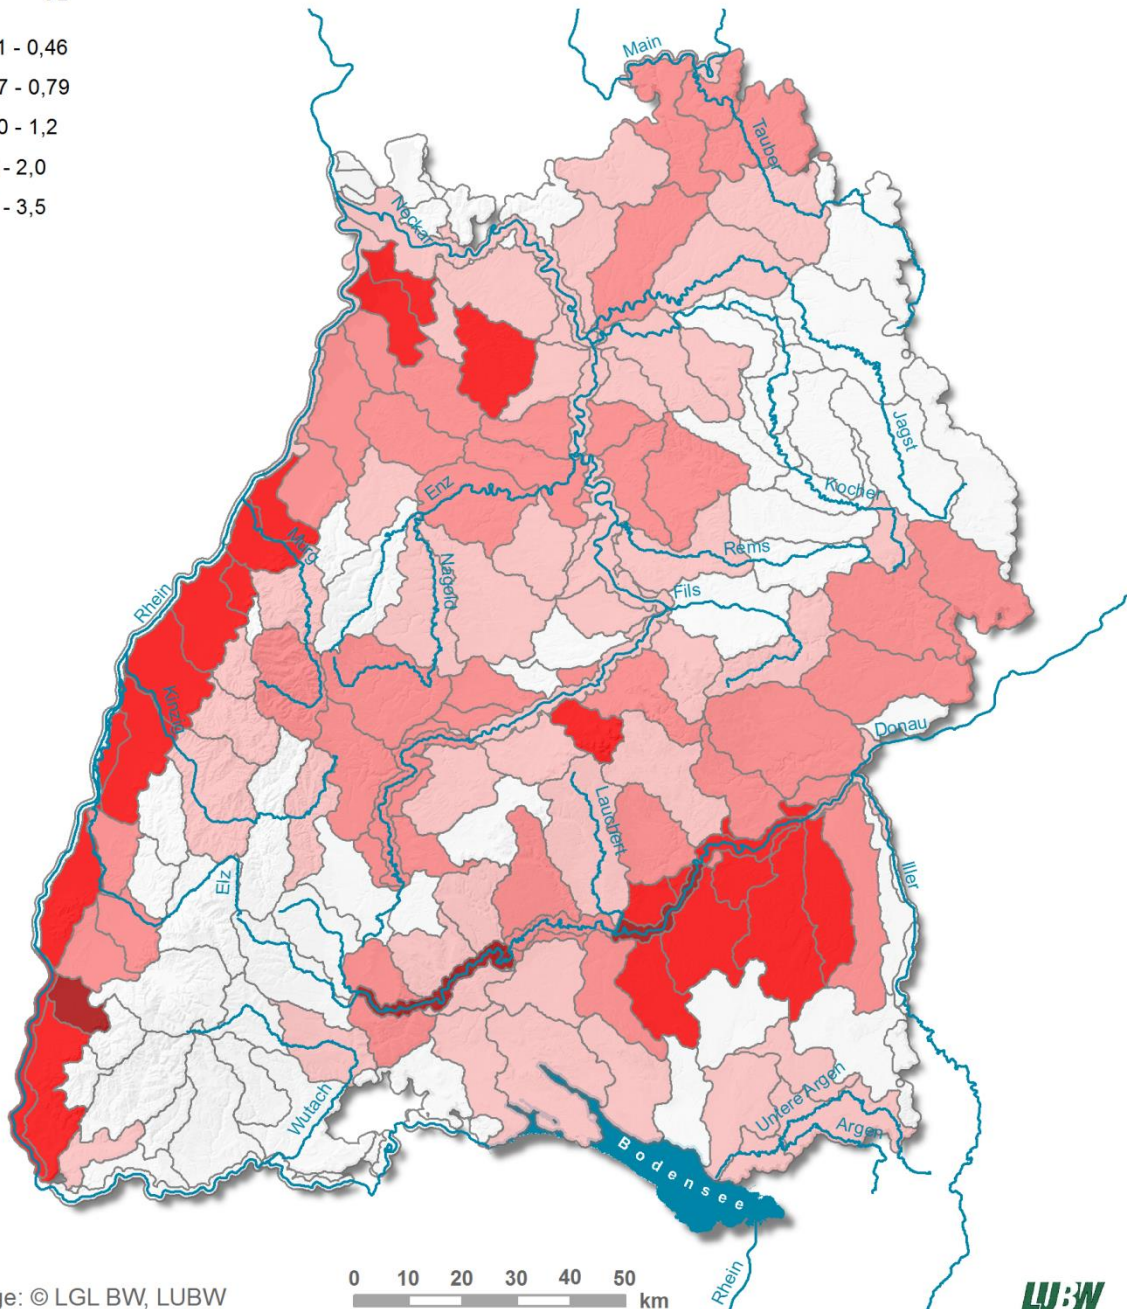 1 - 0,46
7 - 0,79
0 - 1,2
- 2,0
- 3,5
Main
Tauber
Neckar
Jagst
Kocher
Enz
Murg
Nagold
Rems
Rhein
Fils
Kinzig
Donau
Lauchert
Elz
Iller
Wutach
Untere Argen
Argen
Bodensee
Rhein
0 10 20 30 40 50
km
ge: © LGL BW, LUBW
LUBW